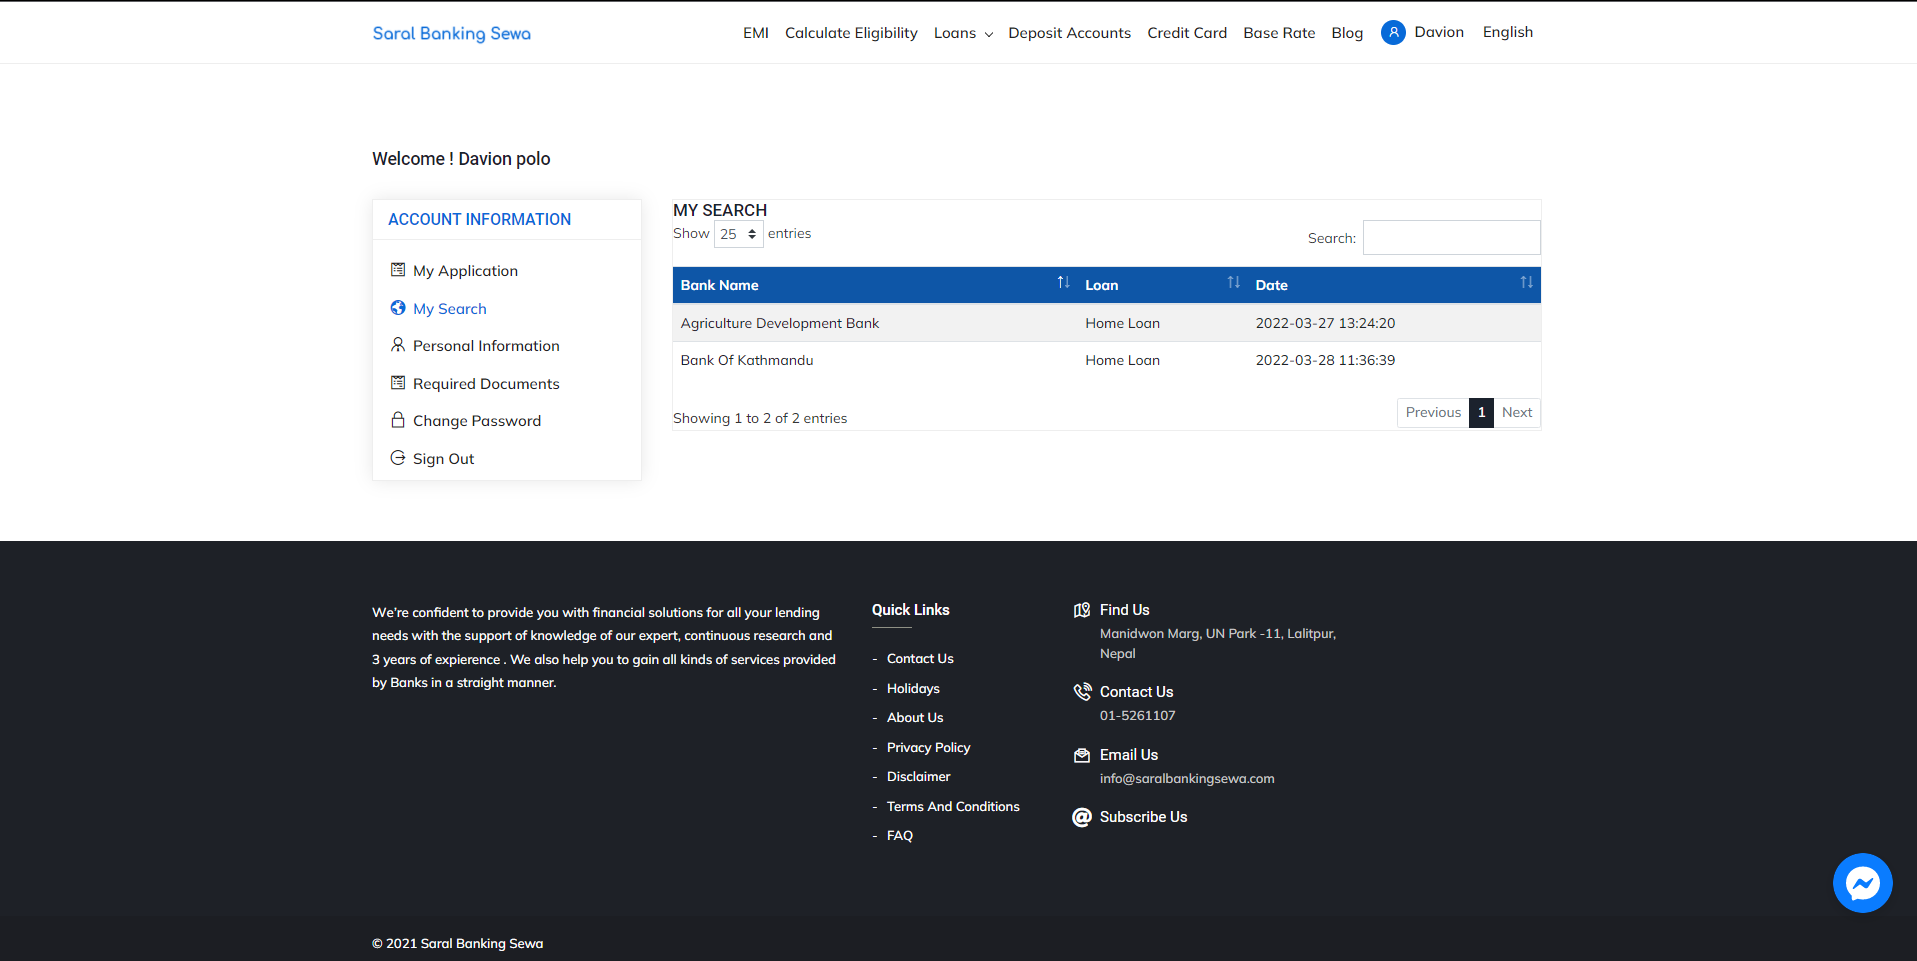 Saral Banking Sewa
EMI Calculate Eligibility Loans Deposit Accounts Credit Card Base Rate Blog Davion English
Welcome ! Davion polo
ACCOUNT INFORMATION
My Application
My Search
Personal Information
Required Documents
Change Password
Sign Out
MY SEARCH
Show 25 entries
Search:
Bank Name Loan Date
Agriculture Development Bank Home Loan 2022-03-27 13:24:20
Bank Of Kathmandu Home Loan 2022-03-28 11:36:39
Showing 1 to 2 of 2 entries
Previous 1 Next
We're confident to provide you with financial solutions for all your lending
needs with the support of knowledge of our expert, continuous research and
3 years of expierence . We also help you to gain all kinds of services provided
by Banks in a straight manner.
Quick Links
- Contact Us
- Holidays
- About Us
- Privacy Policy
- Disclaimer
- Terms And Conditions
- FAQ
Find Us
Manidwon Marg, UN Park -11, Lalitpur,
Nepal
Contact Us
01-5261107
Email Us
info@saralbankingsewa.com
Subscribe Us
© 2021 Saral Banking Sewa